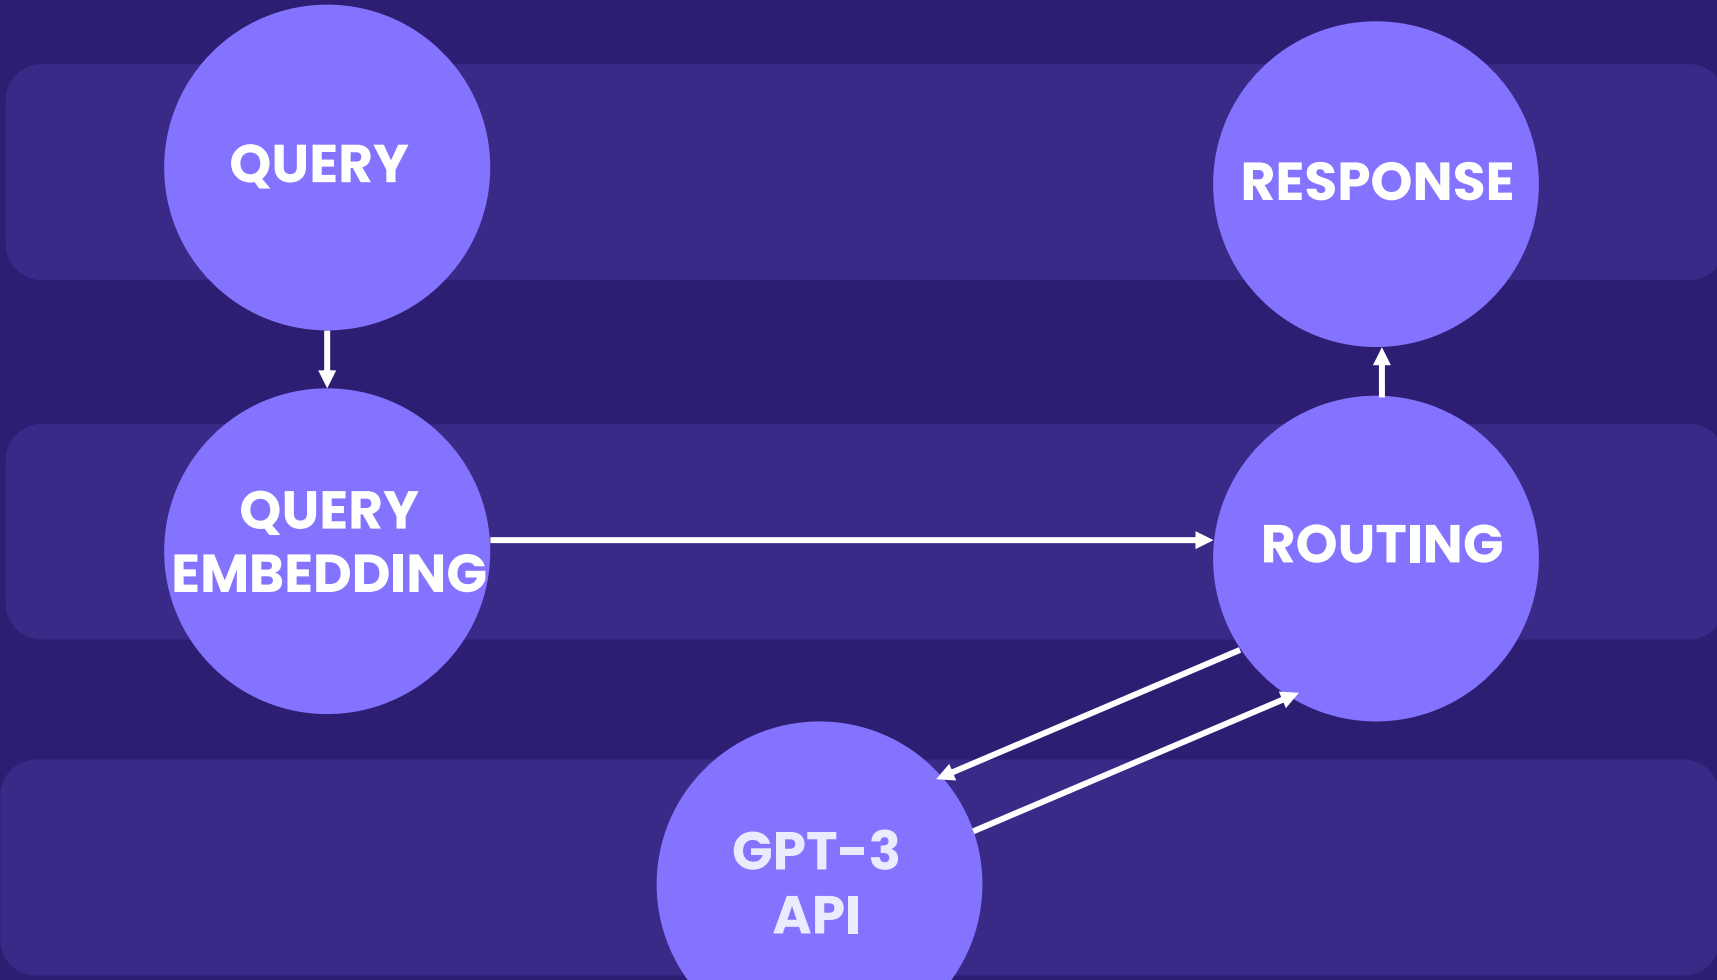 QUERY
RESPONSE
QUERY
EMBEDDING
ROUTING
GPT-3
API